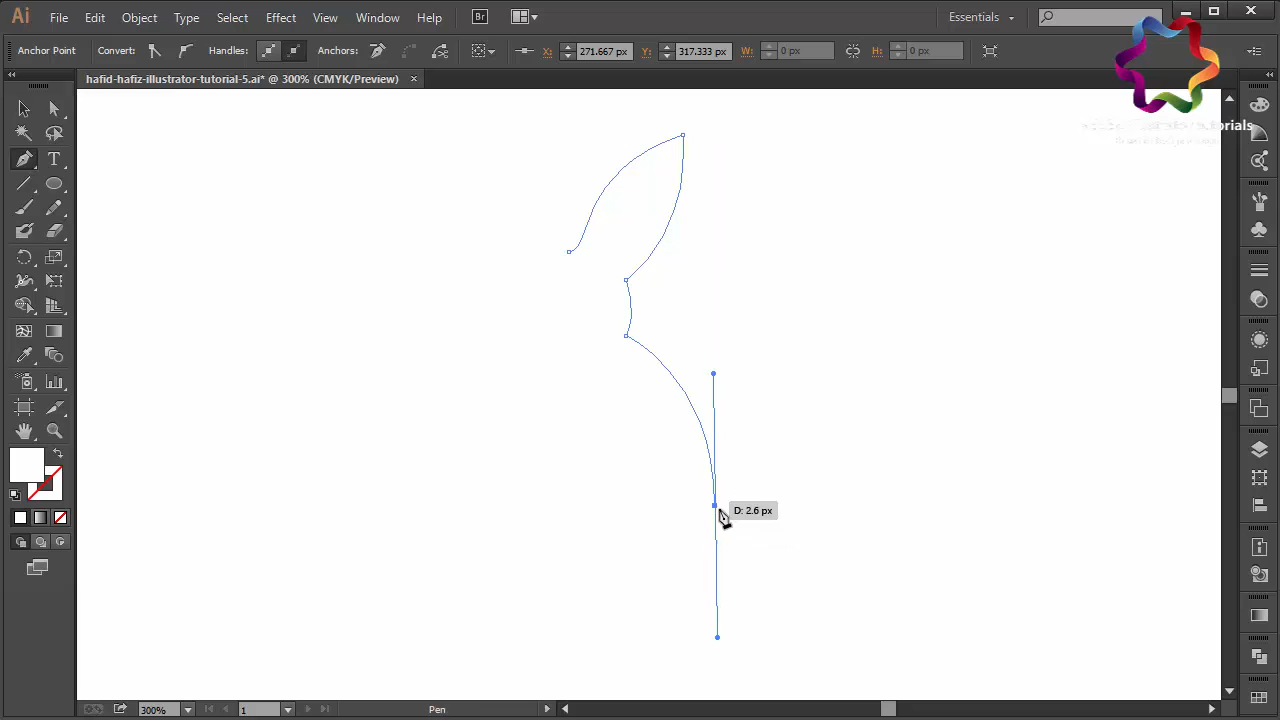 Ai File Edit Object Type Select Effect View Window Help Br Essentials
Anchor Point Convert: Handles: Anchors: X: 271.667 px Y: 317.333 px W: 0 px H: 0 px
hafid-hafiz-illustrator-tutorial-5.ai* @ 300% (CMYK/Preview) ×
D: 2.6 px
300% 1 Pen